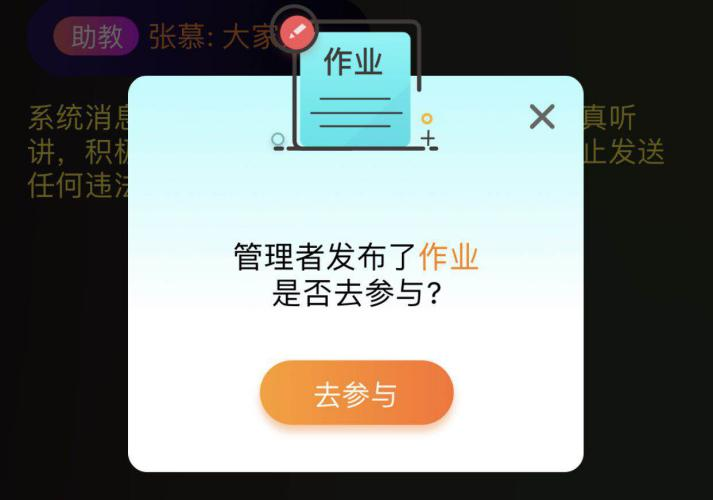 助教 张慕: 大家
作业
系统消息
真听
讲，积极
止发送
任何违法
管理者发布了作业
是否去参与?
去参与